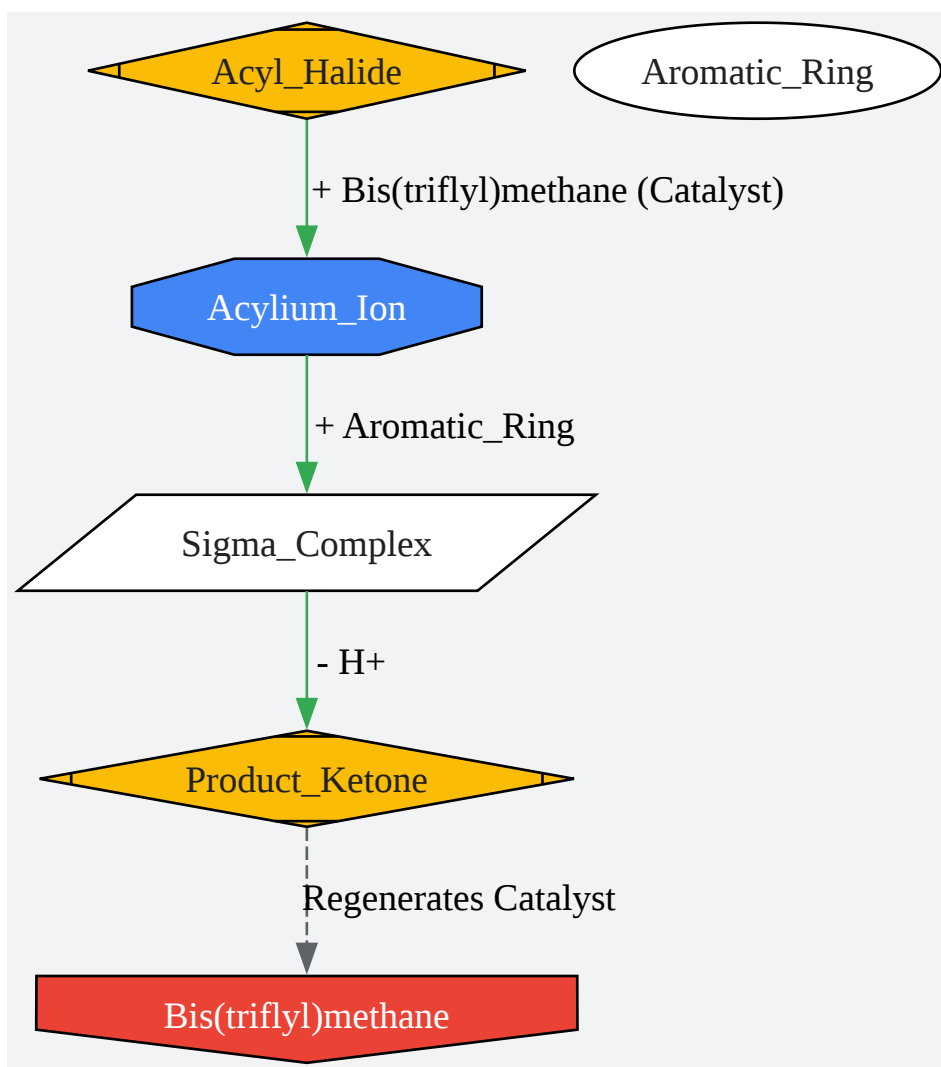 Acyl_Halide
Aromatic_Ring
+ Bis(triflyl)methane (Catalyst)
Acylium_Ion
+ Aromatic_Ring
Sigma_Complex
- H+
Product_Ketone
Regenerates Catalyst
Bis(triflyl)methane